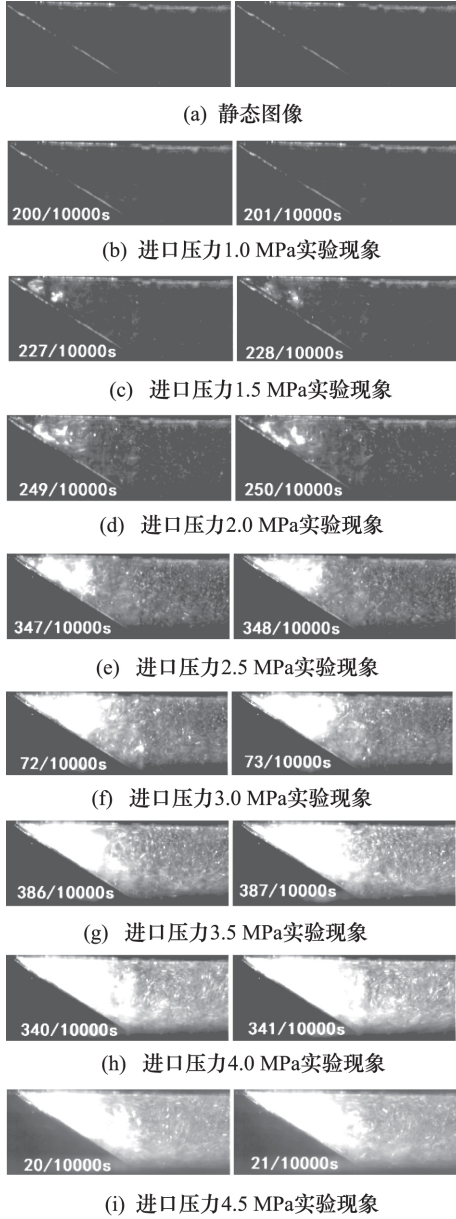 (a) 静态图像
200/10000s 201/10000s
(b) 进口压力1.0 MPa实验现象
227/10000s 228/10000s
(c) 进口压力1.5 MPa实验现象
249/10000s 250/10000s
(d) 进口压力2.0 MPa实验现象
347/10000s 348/10000s
(e) 进口压力2.5 MPa实验现象
72/10000s 73/10000s
(f) 进口压力3.0 MPa实验现象
386/10000s 387/10000s
(g) 进口压力3.5 MPa实验现象
340/10000s 341/10000s
(h) 进口压力4.0 MPa实验现象
20/10000s 21/10000s
(i) 进口压力4.5 MPa实验现象